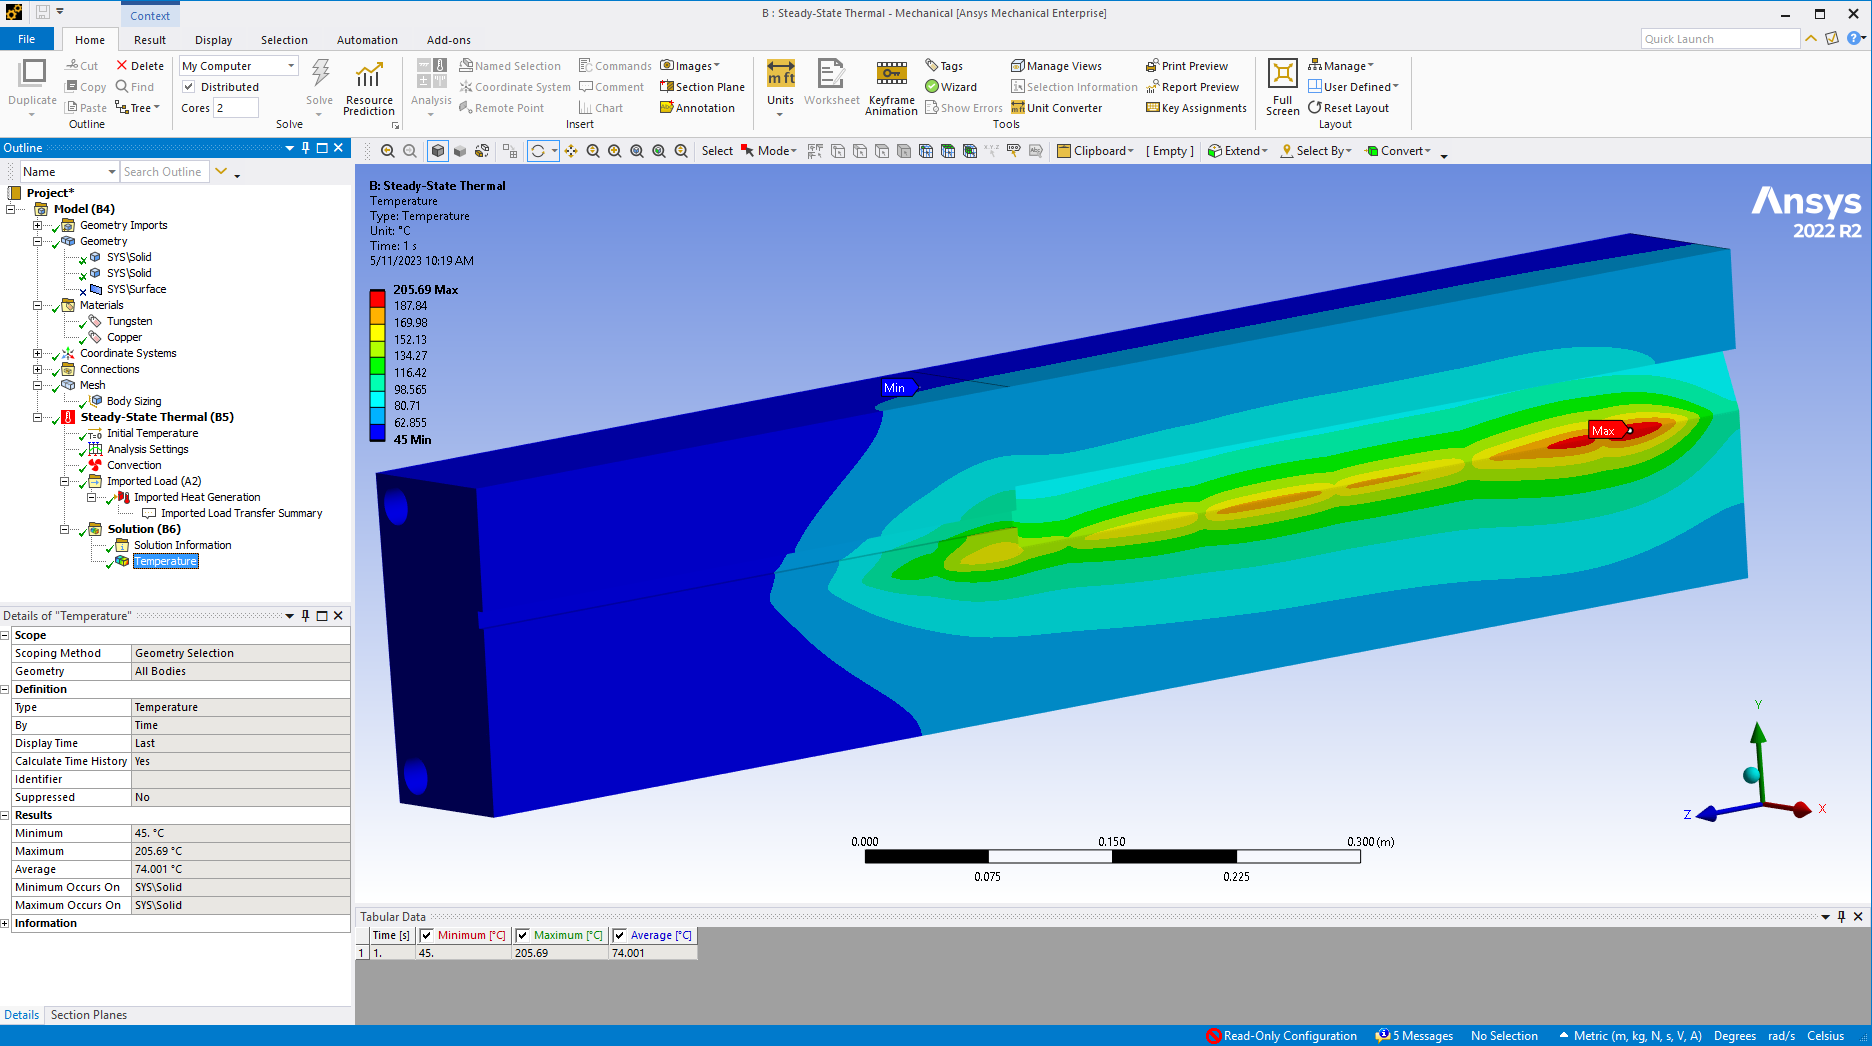 Context
B : Steady-State Thermal - Mechanical [Ansys Mechanical Enterprise]
File Home Result Display Selection Automation Add-ons
Quick Launch
Duplicate
Cut
Copy
Paste
Delete
Find
Tree
Outline
My Computer
Distributed
Cores 2
Solve
Resource
Prediction
Solve
Analysis
Named Selection
Coordinate System
Remote Point
Commands
Comment
Chart
Images
Section Plane
Annotation
Insert
Units
Worksheet
Keyframe
Animation
Tags
Wizard
Show Errors
Manage Views
Selection Information
Unit Converter
Print Preview
Report Preview
Key Assignments
Tools
Full
Screen
Manage
User Defined
Reset Layout
Layout
Outline
Name Search Outline
Select Mode Clipboard [ Empty ] Extend Select By Convert
Project*
Model (B4)
Geometry Imports
Geometry
SYS\Solid
SYS\Solid
SYS\Surface
Materials
Tungsten
Copper
Coordinate Systems
Connections
Mesh
Body Sizing
Steady-State Thermal (B5)
Initial Temperature
Analysis Settings
Convection
Imported Load (A2)
Imported Heat Generation
Imported Load Transfer Summary
Solution (B6)
Solution Information
Temperature
Details of "Temperature"
Scope
Scoping Method Geometry Selection
Geometry All Bodies
Definition
Type Temperature
By Time
Display Time Last
Calculate Time History Yes
Identifier
Suppressed No
Results
Minimum 45. °C
Maximum 205.69 °C
Average 74.001 °C
Minimum Occurs On SYS\Solid
Maximum Occurs On SYS\Solid
Information
Details Section Planes
B: Steady-State Thermal
Temperature
Type: Temperature
Unit: °C
Time: 1 s
5/11/2023 10:19 AM
205.69 Max
187.84
169.98
152.13
134.27
116.42
98.565
80.71
62.855
45 Min
Ansys
2022 R2
Min
Max
Y
Z
X
0.000 0.150 0.300 (m)
0.075 0.225
Tabular Data
Time [s] Minimum [°C] Maximum [°C] Average [°C]
1 1. 45. 205.69 74.001
Read-Only Configuration 5 Messages No Selection Metric (m, kg, N, s, V, A) Degrees rad/s Celsius